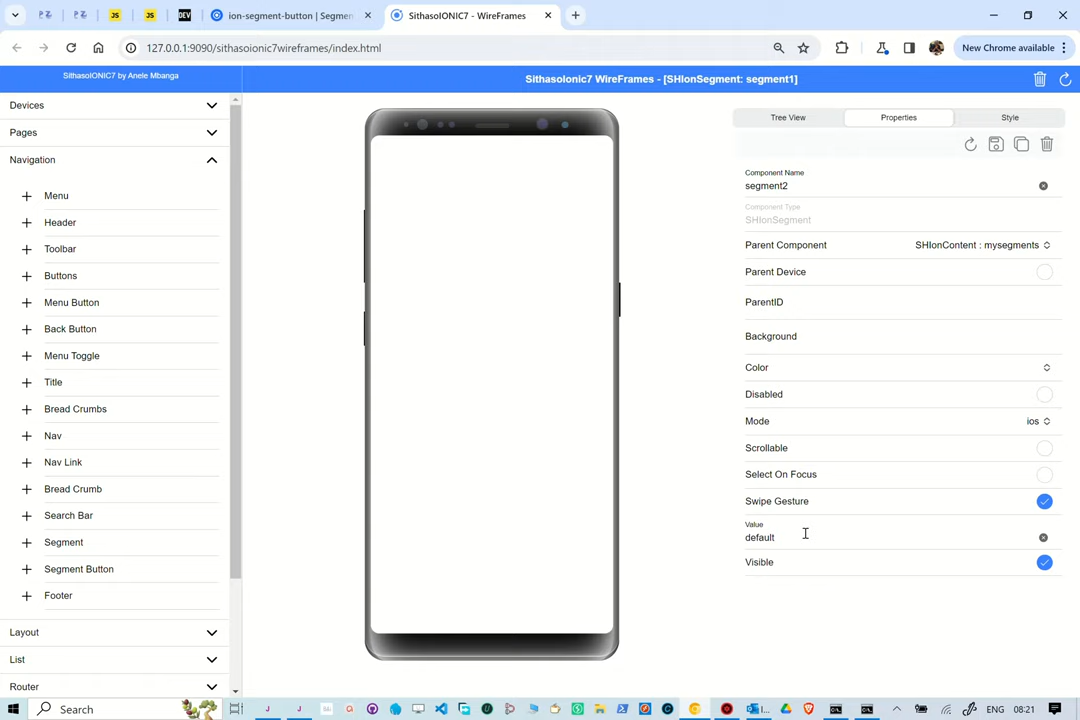 JS
JS
DEV
ion-segment-button | Segmen
SithasoIONIC7 - WireFrames
127.0.0.1:9090/sithasoionic7wireframes/index.html
New Chrome available
SithasoIONIC7 by Anele Mbanga
SithasoIonic7 WireFrames - [SHIonSegment: segment1]
Devices
Pages
Navigation
Menu
Header
Toolbar
Buttons
Menu Button
Back Button
Menu Toggle
Title
Bread Crumbs
Nav
Nav Link
Bread Crumb
Search Bar
Segment
Segment Button
Footer
Layout
List
Router
Tree View
Properties
Style
Component Name
segment2
Component Type
SHIonSegment
Parent Component
SHIonContent : mysegments
Parent Device
ParentID
Background
Color
Disabled
Mode
ios
Scrollable
Select On Focus
Swipe Gesture
Value
default
Visible
Search
ENG
08:21